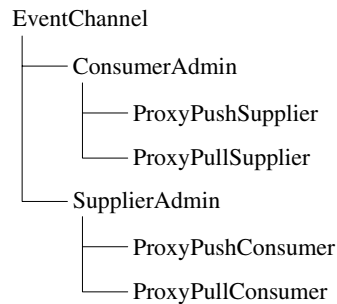 EventChannel
ConsumerAdmin
ProxyPushSupplier
ProxyPullSupplier
SupplierAdmin
ProxyPushConsumer
ProxyPullConsumer